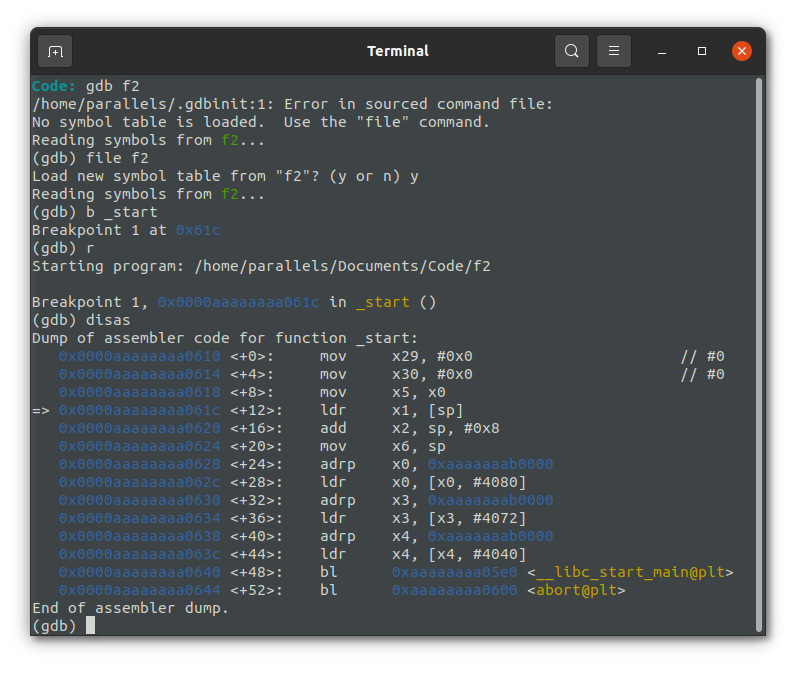 Terminal
Code: gdb f2
/home/parallels/.gdbinit:1: Error in sourced command file:
No symbol table is loaded.  Use the "file" command.
Reading symbols from f2...
(gdb) file f2
Load new symbol table from "f2"? (y or n) y
Reading symbols from f2...
(gdb) b _start
Breakpoint 1 at 0x61c
(gdb) r
Starting program: /home/parallels/Documents/Code/f2

Breakpoint 1, 0x0000aaaaaaaa061c in _start ()
(gdb) disas
Dump of assembler code for function _start:
   0x0000aaaaaaaa0610 <+0>:	mov	x29, #0x0                       // #0
   0x0000aaaaaaaa0614 <+4>:	mov	x30, #0x0                       // #0
   0x0000aaaaaaaa0618 <+8>:	mov	x5, x0
=> 0x0000aaaaaaaa061c <+12>:	ldr	x1, [sp]
   0x0000aaaaaaaa0620 <+16>:	add	x2, sp, #0x8
   0x0000aaaaaaaa0624 <+20>:	mov	x6, sp
   0x0000aaaaaaaa0628 <+24>:	adrp	x0, 0xaaaaaaab0000
   0x0000aaaaaaaa062c <+28>:	ldr	x0, [x0, #4080]
   0x0000aaaaaaaa0630 <+32>:	adrp	x3, 0xaaaaaaab0000
   0x0000aaaaaaaa0634 <+36>:	ldr	x3, [x3, #4072]
   0x0000aaaaaaaa0638 <+40>:	adrp	x4, 0xaaaaaaab0000
   0x0000aaaaaaaa063c <+44>:	ldr	x4, [x4, #4040]
   0x0000aaaaaaaa0640 <+48>:	bl	0xaaaaaaaa05e0 <__libc_start_main@plt>
   0x0000aaaaaaaa0644 <+52>:	bl	0xaaaaaaaa0600 <abort@plt>
End of assembler dump.
(gdb)